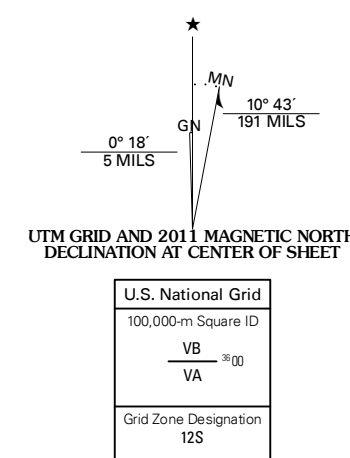 ★
MN
GN
10° 43´
191 MILS
0° 18´
5 MILS
UTM GRID AND 2011 MAGNETIC NORTH
DECLINATION AT CENTER OF SHEET
U.S. National Grid
100,000-m Square ID
VB
3600
VA
Grid Zone Designation
12S